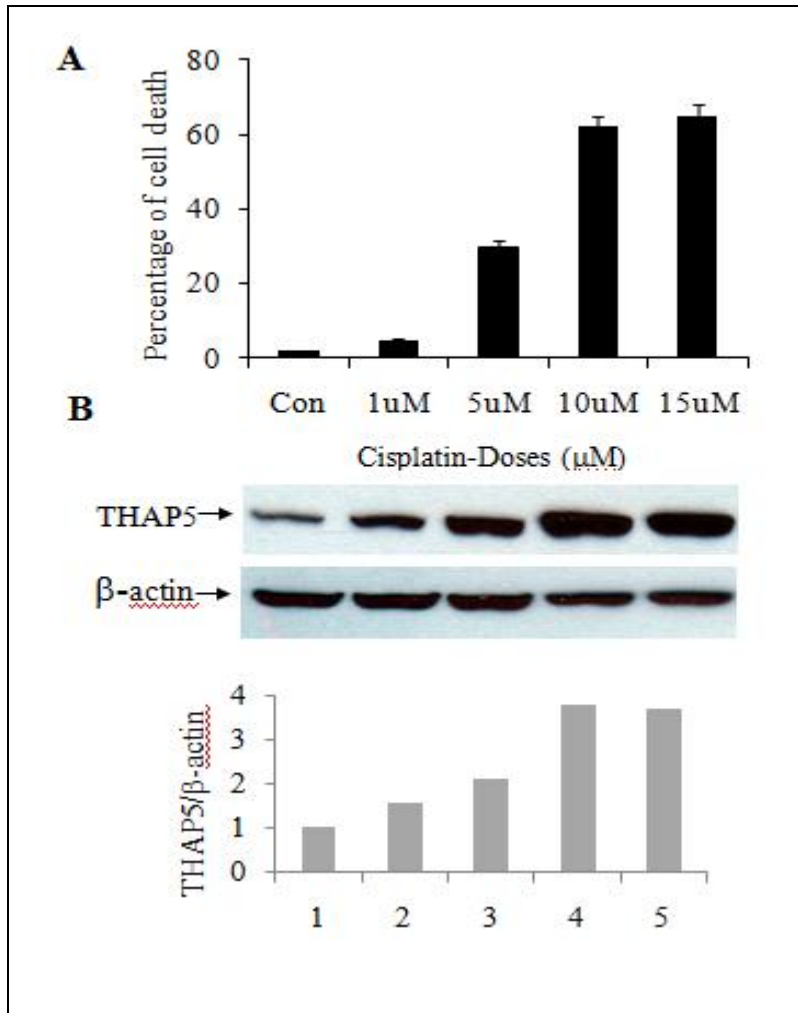 A
Percentage of cell death
80
60
40
20
0
Con 1uM 5uM 10uM 15uM
B
Cisplatin-Doses (μM)
THAP5
β-actin
THAP5/β-actin
4
3
2
1
0
1 2 3 4 5